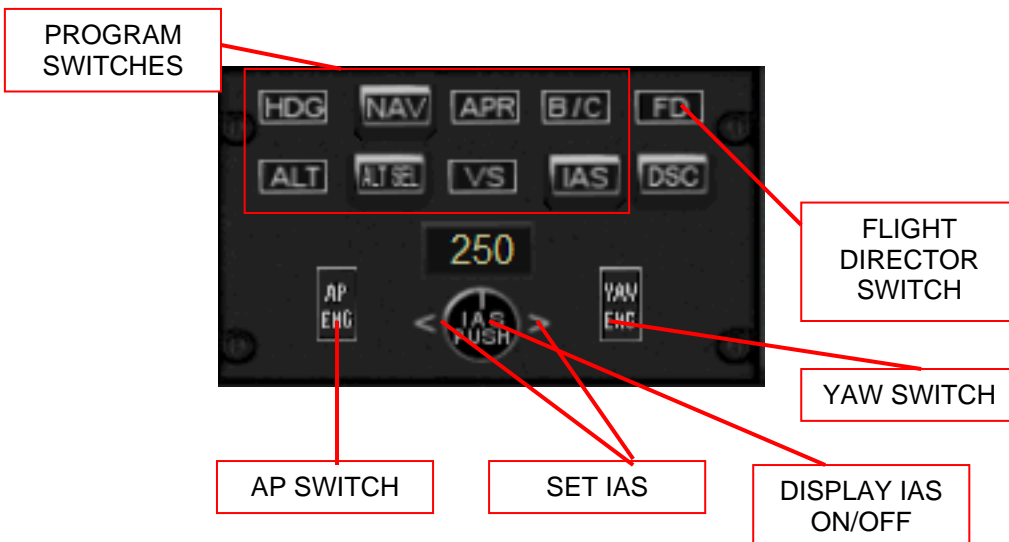 PROGRAM
SWITCHES
HDG NAV APR B/C FD
ALT ALT SEL VS IAS DSC
250
AP
ENG
IAS
PUSH
< >
YAW
ENG
FLIGHT
DIRECTOR
SWITCH
YAW SWITCH
AP SWITCH
SET IAS
DISPLAY IAS
ON/OFF